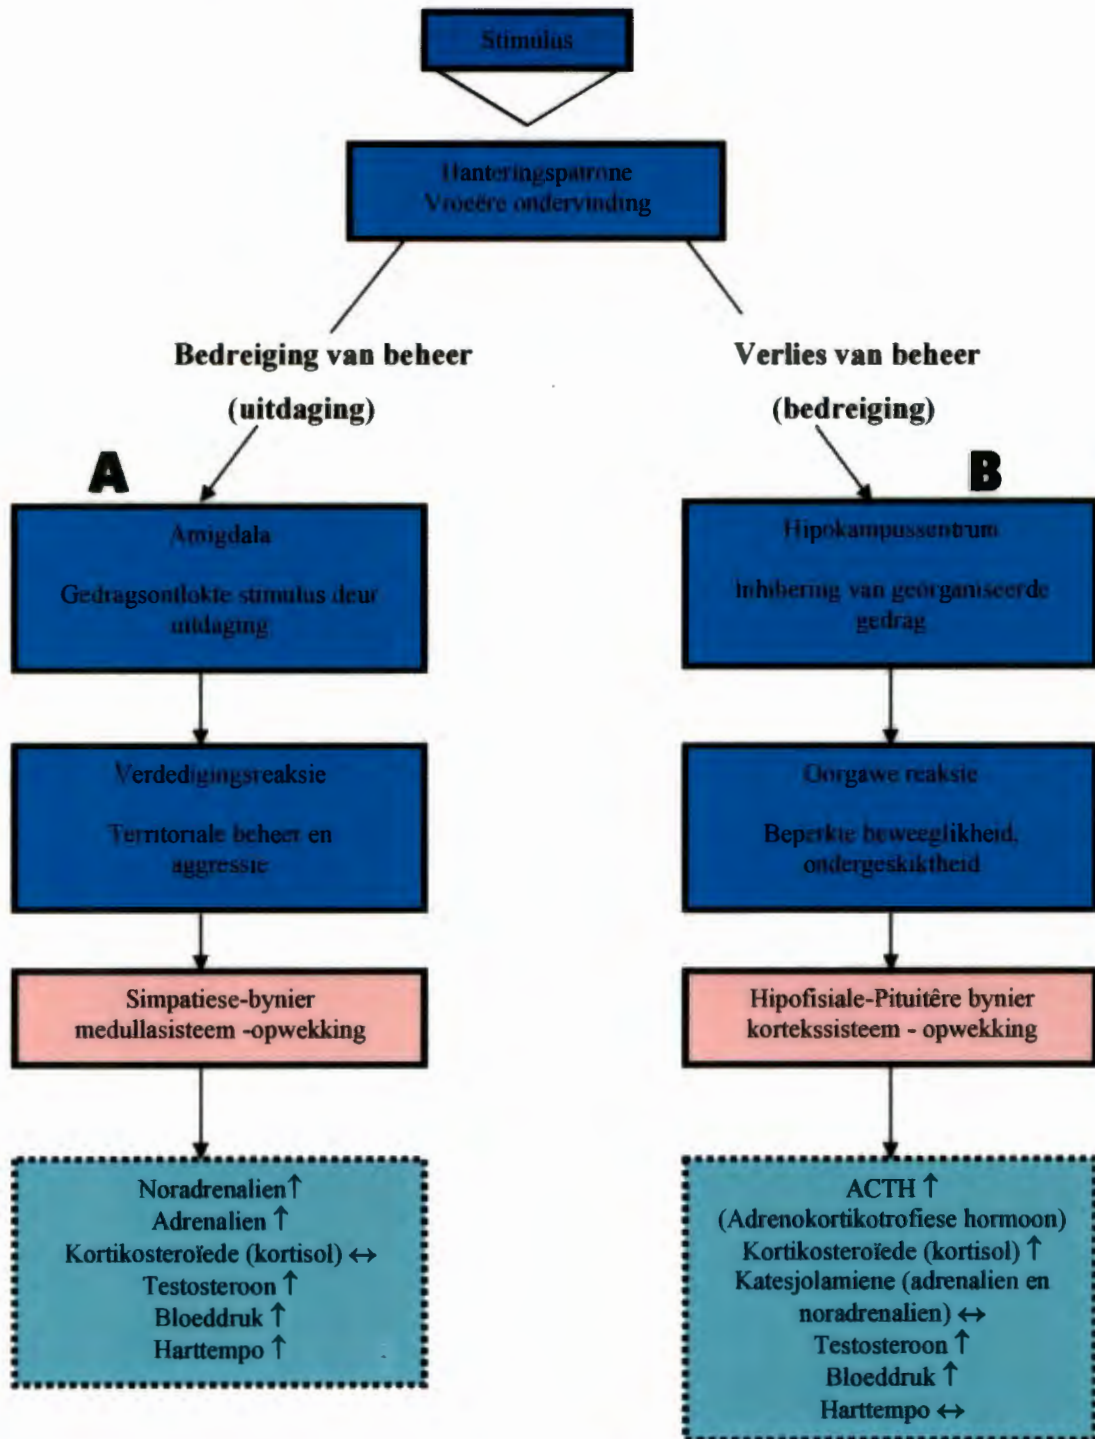 Stimulus
Hanteringspatrone
Vroeëre ondervinding
Bedreiging van beheer
(uitdaging)
Verlies van beheer
(bedreiging)
A
B
Amigdala
Gedragsontlokte stimulus deur
uitdaging
Hipokampussentrum
Inhibering van georganiseerde
gedrag
Verdedigingsreaksie
Territoriale beheer en
aggressie
Oorgawe reaksie
Beperkte beweeglikheid,
ondergeskiktheid
Simpatiese-bynier
medullasisteem -opwekking
Hipofisiale-Pituitêre bynier
kortekssisteem - opwekking
Noradrenalien ↑
Adrenalien ↑
Kortikosteroïede (kortisol) ↔
Testosteroon ↑
Bloeddruk ↑
Harttempo ↑
ACTH ↑
(Adrenokortikotrofiese hormoon)
Kortikosteroïede (kortisol) ↑
Katesjolamiene (adrenalien en
noradrenalien) ↔
Testosteroon ↑
Bloeddruk ↑
Harttempo ↔